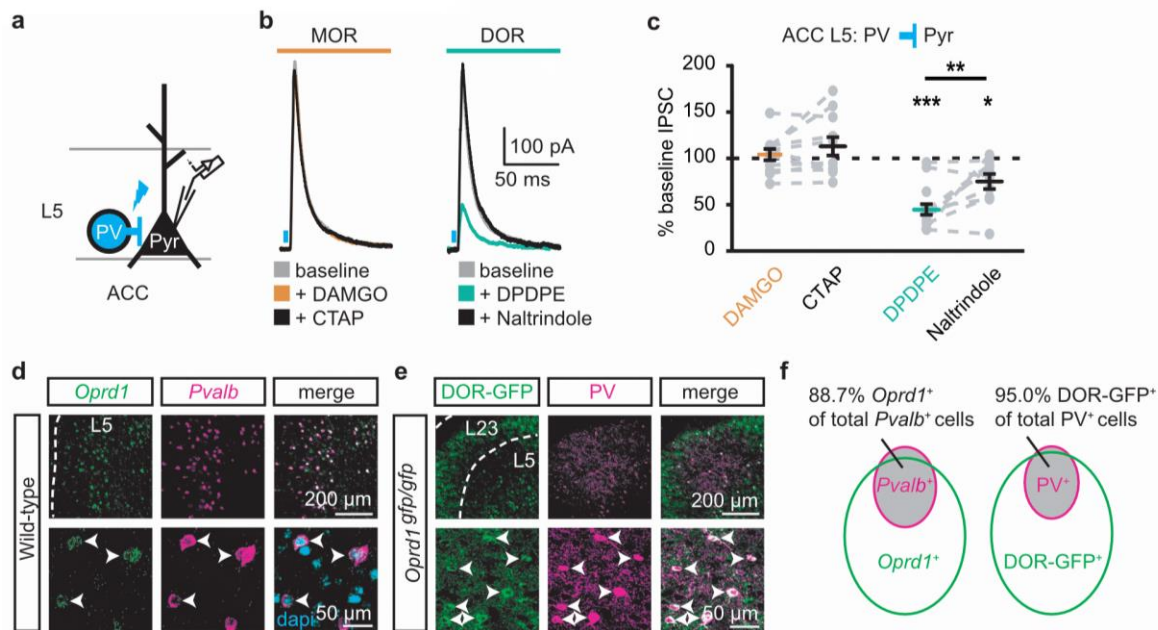 a
L5
PV
Pyr
ACC
b
MOR
DOR
100 pA
50 ms
baseline
+ DAMGO
+ CTAP
baseline
+ DPDPE
+ Naltrindole
c
ACC L5: PV Pyr
% baseline IPSC
200
150
100
50
0
**
***
*
DAMGO
CTAP
DPDPE
Naltrindole
d
Oprd1
Pvalb
merge
Wild-type
L5
200 µm
dapi
50 µm
e
DOR-GFP
PV
merge
Oprd1 gfp/gfp
L23
L5
200 µm
50 µm
f
88.7% Oprd1+
of total Pvalb+ cells
Pvalb+
Oprd1+
95.0% DOR-GFP+
of total PV+ cells
PV+
DOR-GFP+